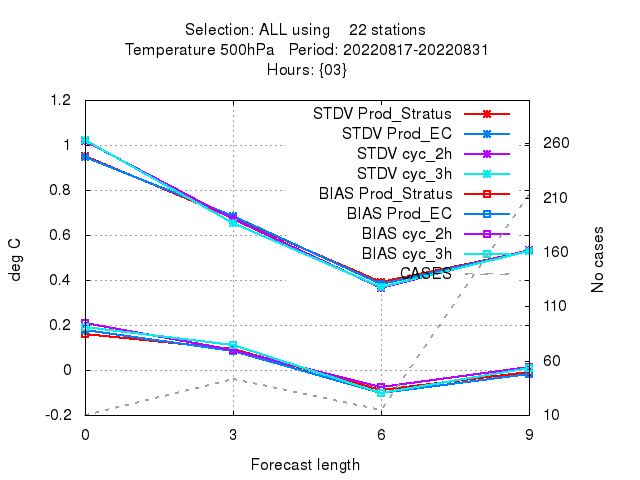 Selection: ALL using 22 stations
Temperature 500hPa Period: 20220817-20220831
Hours: {03}
STDV Prod_Stratus
STDV Prod_EC
STDV cyc_2h
STDV cyc_3h
BIAS Prod_Stratus
BIAS Prod_EC
BIAS cyc_2h
BIAS cyc_3h
CASES
1.2
1
0.8
0.6
0.4
0.2
0
-0.2
deg C
260
210
160
110
60
10
No cases
0 3 6 9
Forecast length